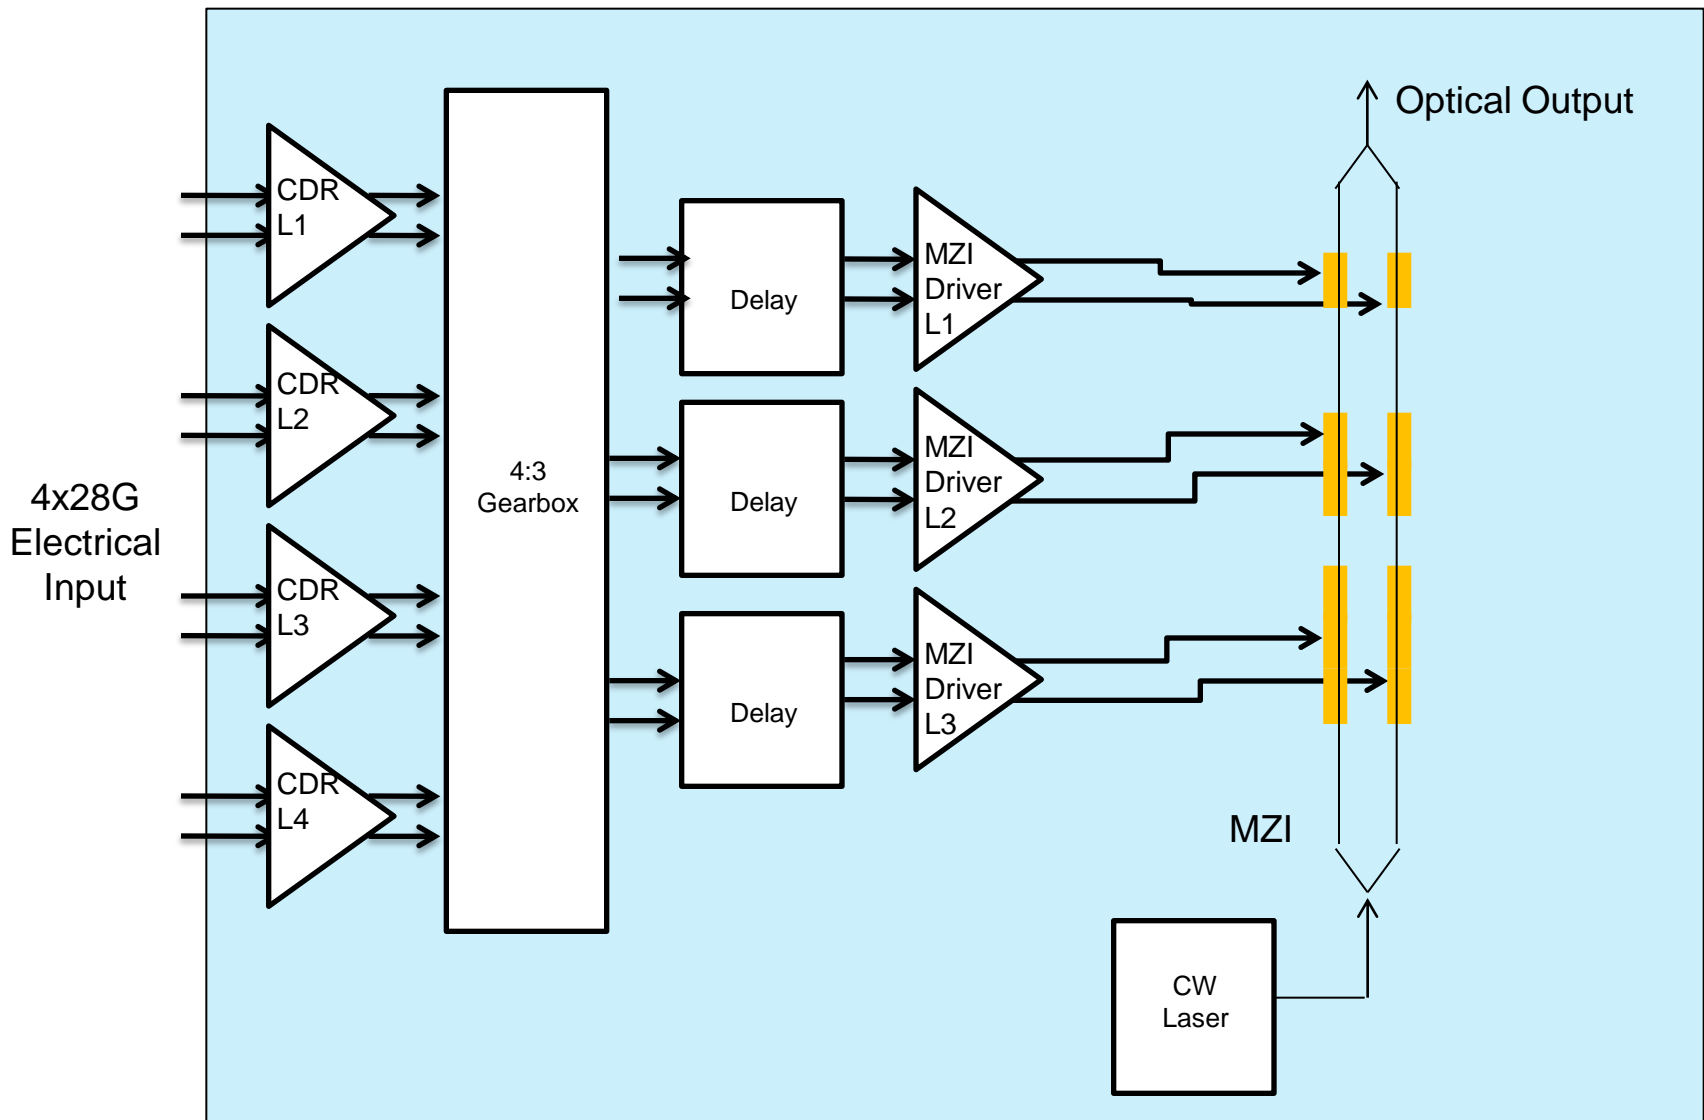 Optical Output
CDR
L1
CDR
L2
CDR
L3
CDR
L4
4x28G
Electrical
Input
4:3
Gearbox
Delay
Delay
Delay
MZI
Driver
L1
MZI
Driver
L2
MZI
Driver
L3
MZI
CW
Laser